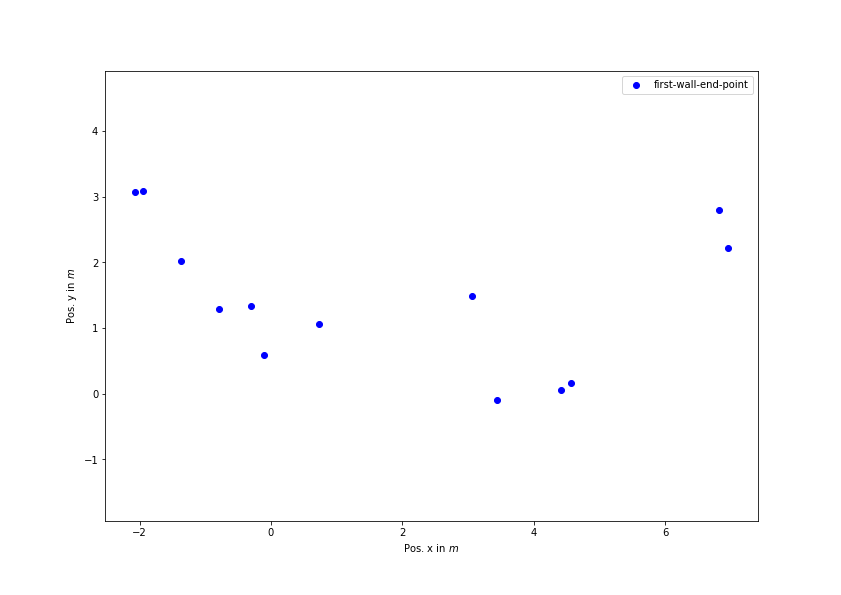 first-wall-end-point
4
3
2
1
0
−1
Pos. y in m
−2 0 2 4 6
Pos. x in m